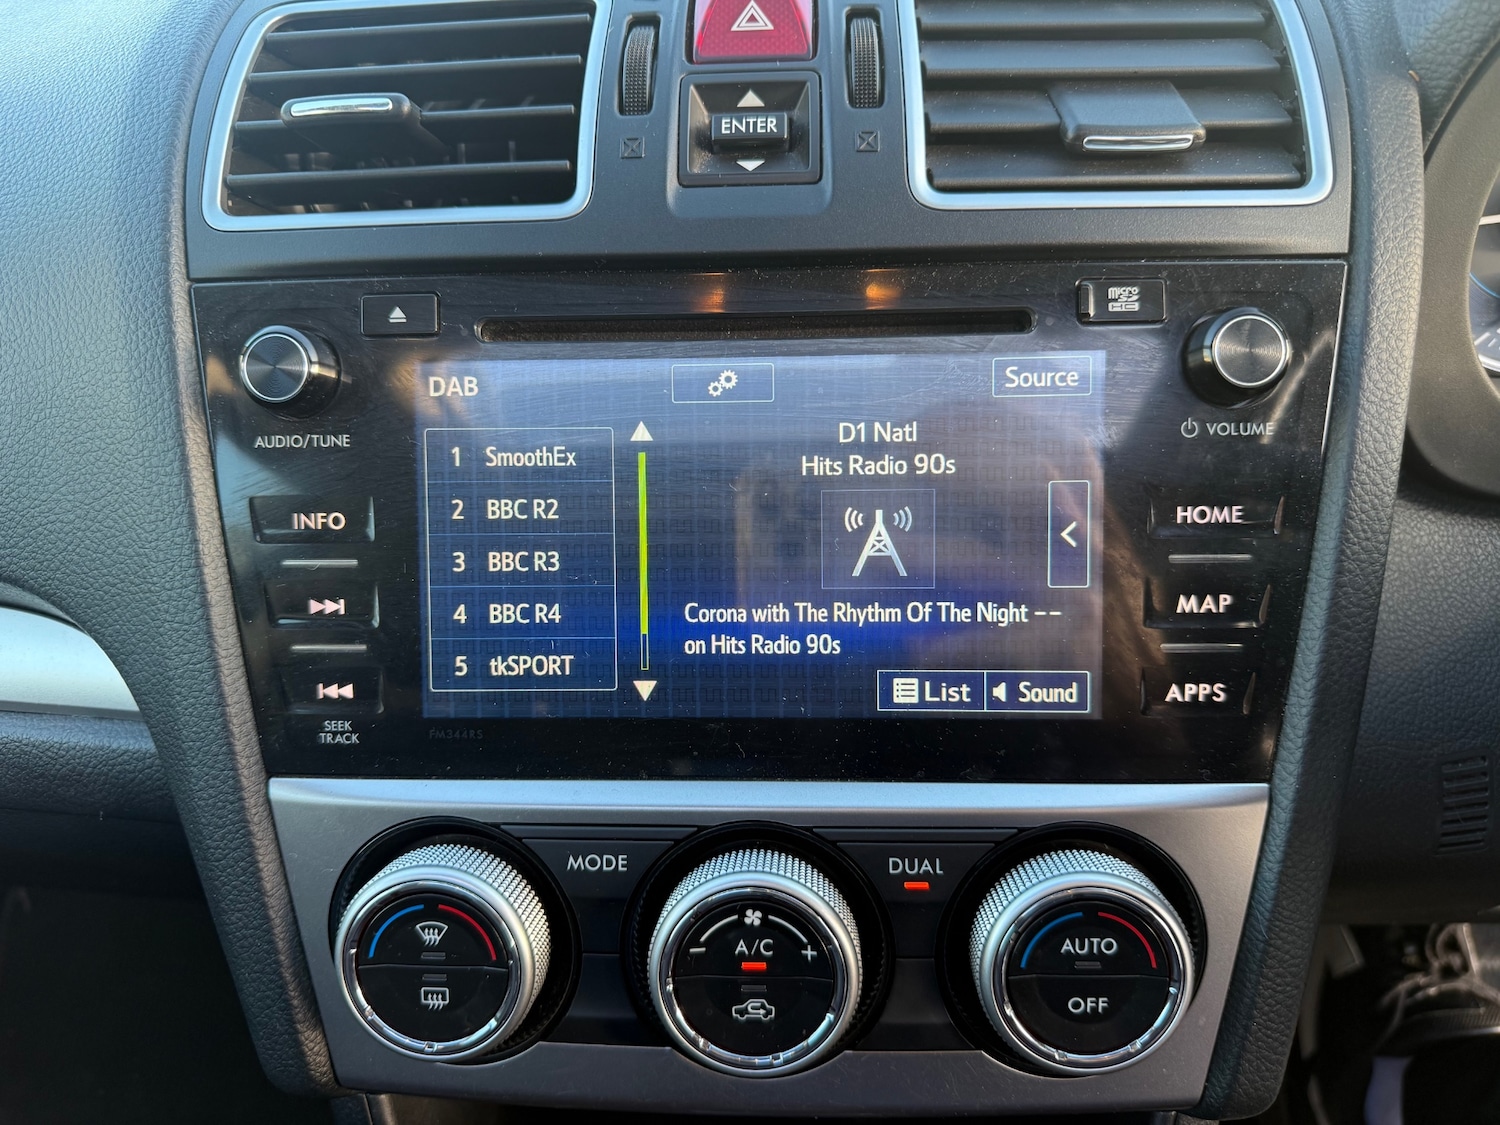 ENTER
micro
SD
HC
AUDIO/TUNE
VOLUME
DAB
Source
1 SmoothEx
2 BBC R2
3 BBC R3
4 BBC R4
5 tkSPORT
D1 Natl
Hits Radio 90s
<
Corona with The Rhythm Of The Night --
on Hits Radio 90s
List
Sound
INFO
SEEK
TRACK
HOME
MAP
APPS
FM344RS
MODE
DUAL
A/C
- +
AUTO
OFF